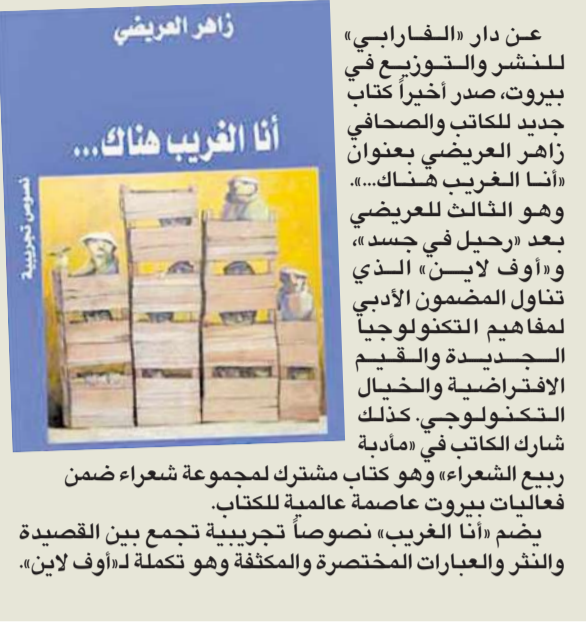 زاهر العريضي
أنا الغريب هناك...
نصوص تجريبية
عن دار «الفارابي»
للنشر والتوزيع في
بيروت، صدر أخيراً كتاب
جديد للكاتب والصحافي
زاهر العريضي بعنوان
«أنا الغريب هناك...».
وهو الثالث للعريضي
بعد «رحيل في جسد»،
و«أوف لاين» الذي
تناول المضمون الأدبي
لمفاهيم التكنولوجيا
الجديدة والقيم
الافتراضية والخيال
التكنولوجي. كذلك
شارك الكاتب في «مأدبة
ربيع الشعراء» وهو كتاب مشترك لمجموعة شعراء ضمن
فعاليات بيروت عاصمة عالمية للكتاب.
يضم «أنا الغريب» نصوصاً تجريبية تجمع بين القصيدة
والنثر والعبارات المختصرة والمكثفة وهو تكملة لـ«أوف لاين».